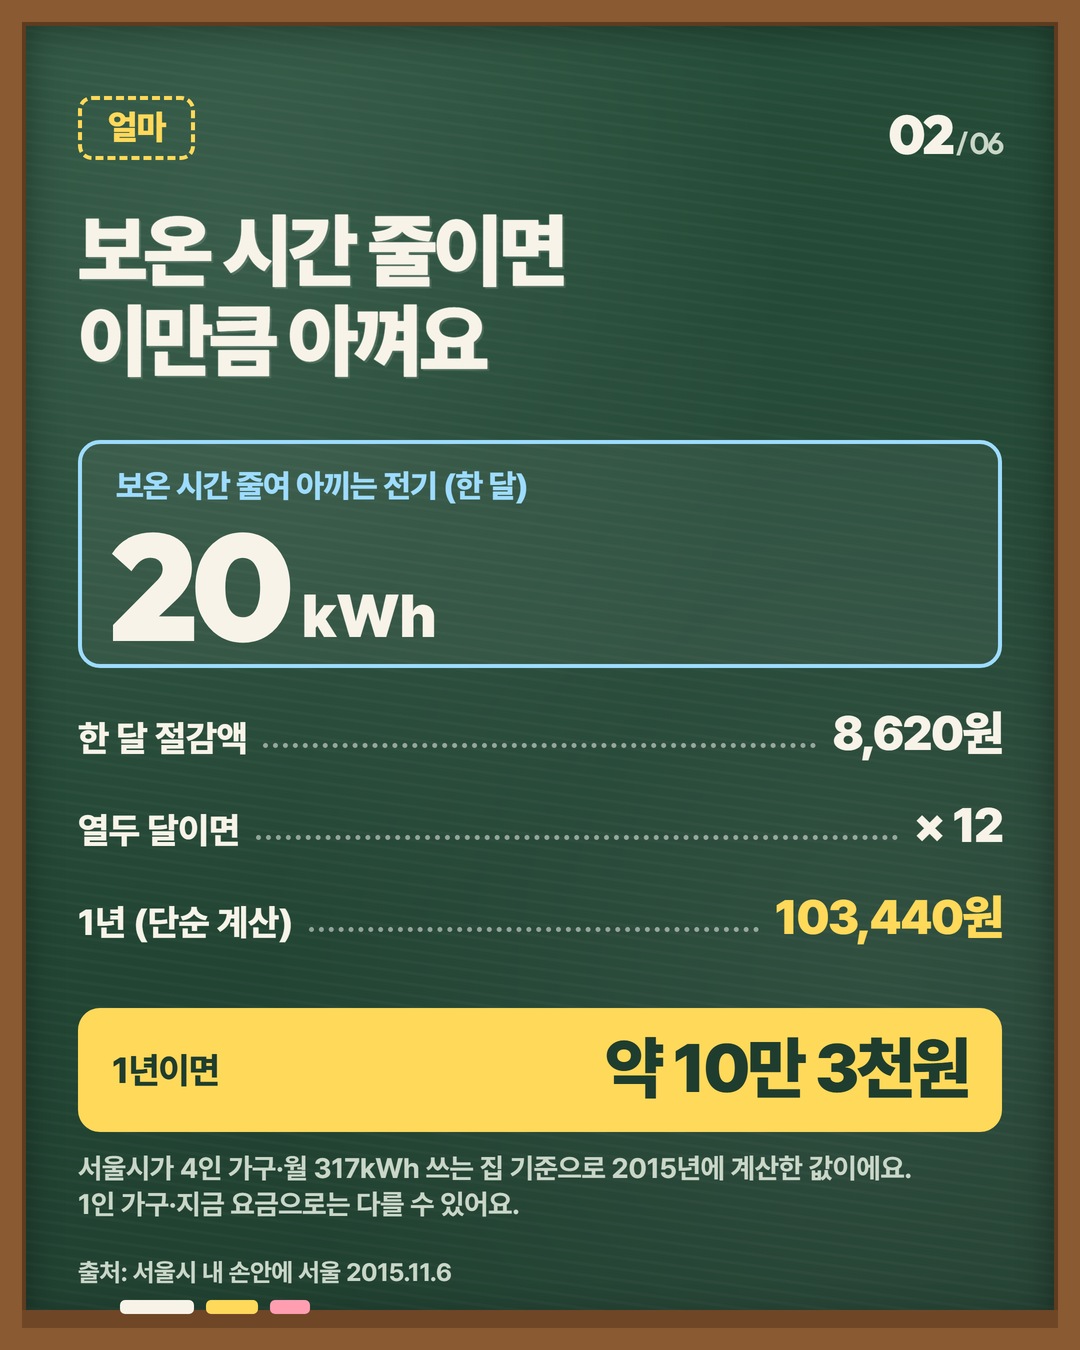 얼마
02/06
보온 시간 줄이면
이만큼 아껴요
보온 시간 줄여 아끼는 전기 (한 달)
20 kWh
한 달 절감액 8,620원
열두 달이면 × 12
1년 (단순 계산) 103,440원
1년이면 약 10만 3천원
서울시가 4인 가구·월 317kWh 쓰는 집 기준으로 2015년에 계산한 값이에요.
1인 가구·지금 요금으로는 다를 수 있어요.
출처: 서울시 내 손안에 서울 2015.11.6